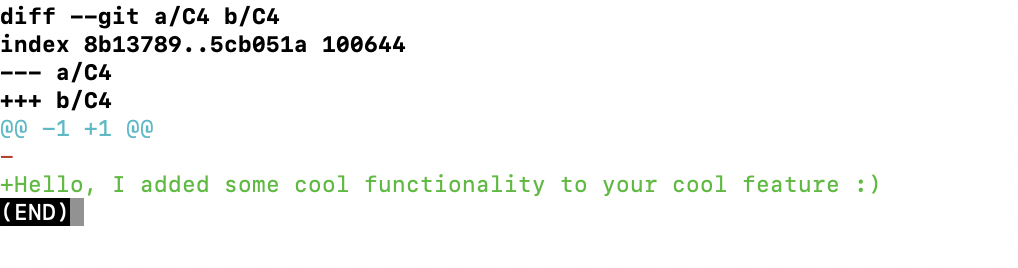 diff --git a/C4 b/C4
index 8b13789..5cb051a 100644
--- a/C4
+++ b/C4
@@ -1 +1 @@
-
+Hello, I added some cool functionality to your cool feature :)
(END)